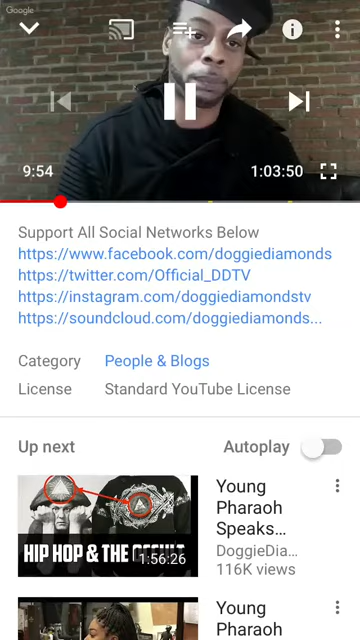 Google
9:54
1:03:50
Support All Social Networks Below
https://www.facebook.com/doggiediamonds
https://twitter.com/Official_DDTV
https://instagram.com/doggiediamondstv
https://soundcloud.com/doggiediamonds...
Category People & Blogs
License Standard YouTube License
Up next Autoplay
HIP HOP & THE OCCULT
1:56:26
Young
Pharaoh
Speaks...
DoggieDia...
116K views
Young
Pharaoh